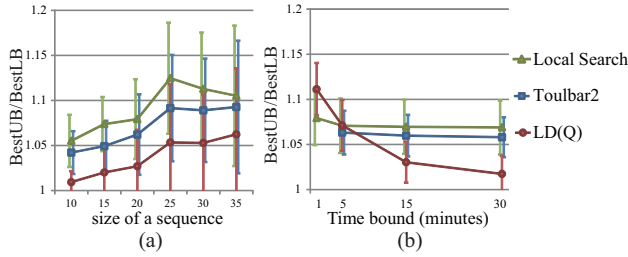 1.2
1.15
1.1
1.05
1
BestUB/BestLB
10 15 20 25 30 35
size of a sequence
(a)
1.2
1.15
1.1
1.05
1
BestUB/BestLB
1 5 15 30
Time bound (minutes)
(b)
Local Search
Toulbar2
LD(Q)